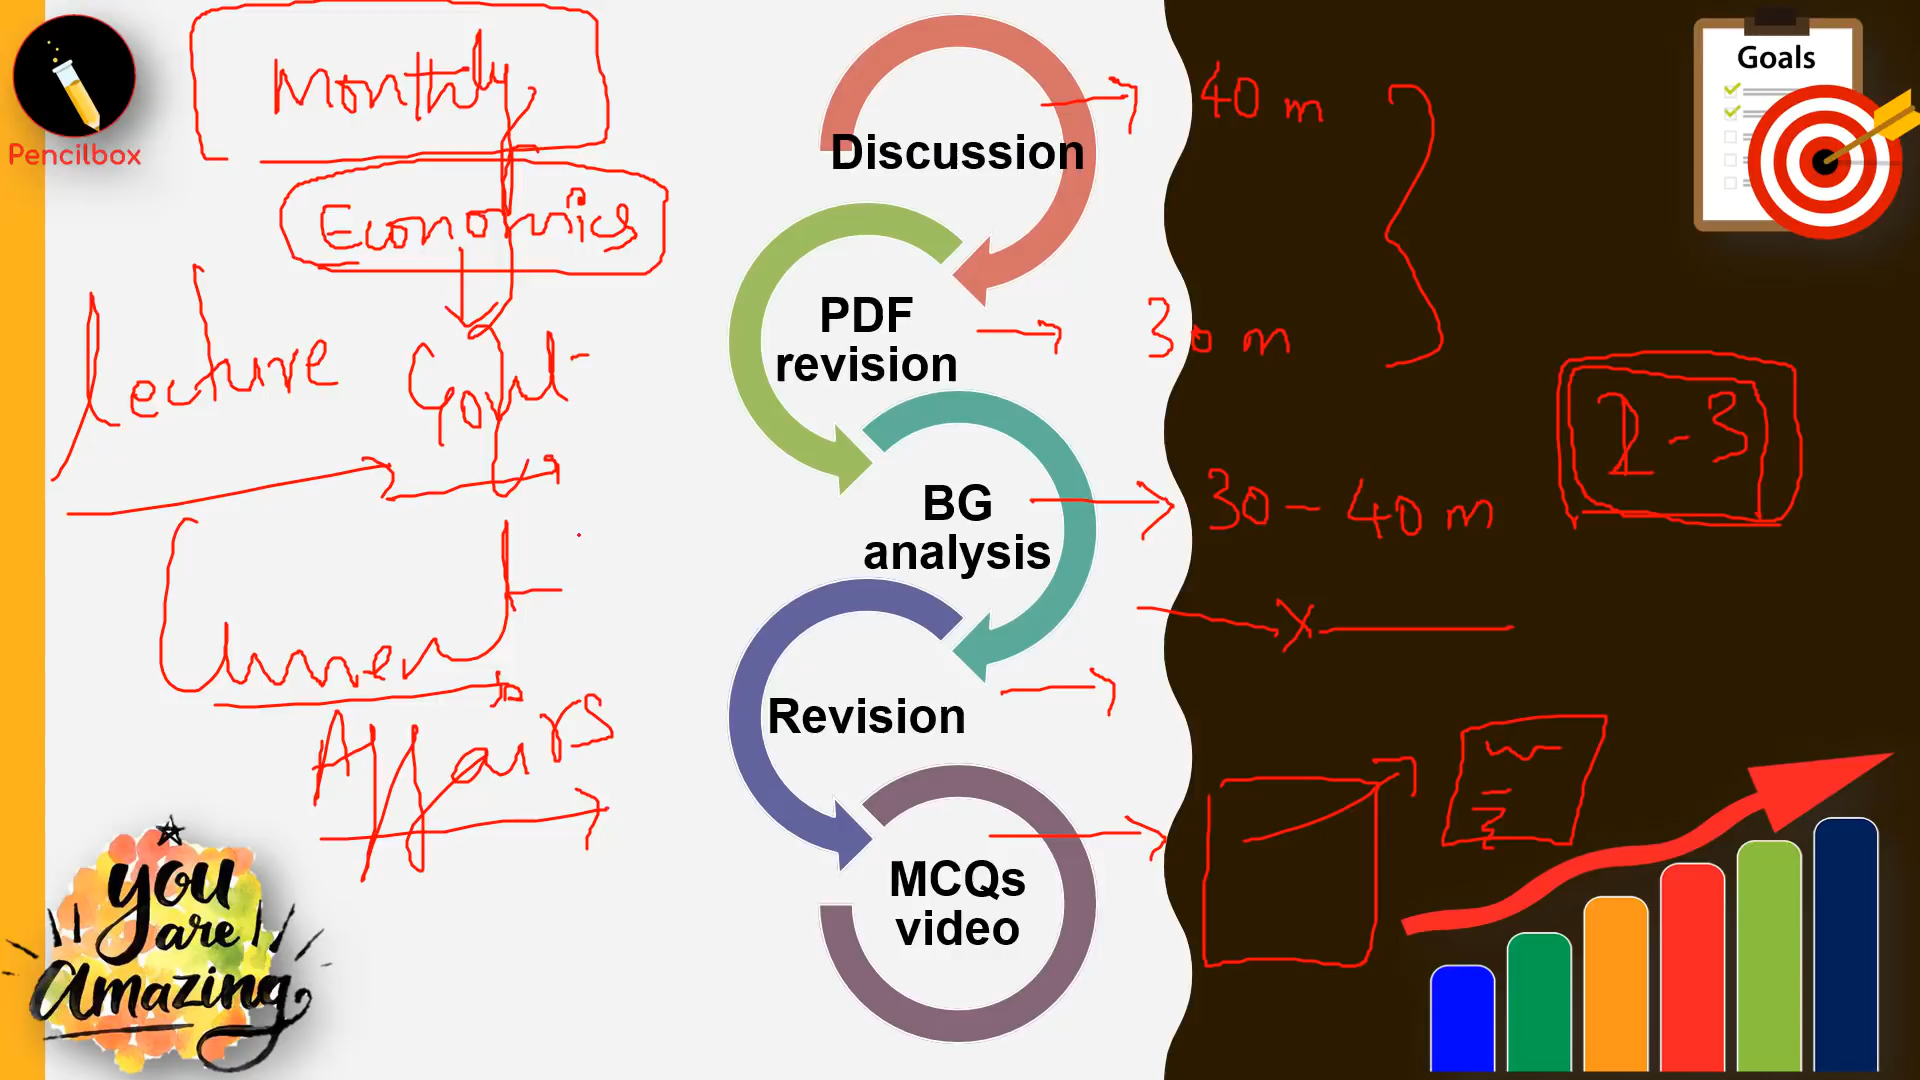 Pencilbox
Monthly
Economics
Lecture Govt-
Current
Affairs
you
are
amazing
Discussion
PDF
revision
BG
analysis
Revision
MCQs
video
40 m
30 m
30-40 m
x
2-3
Goals